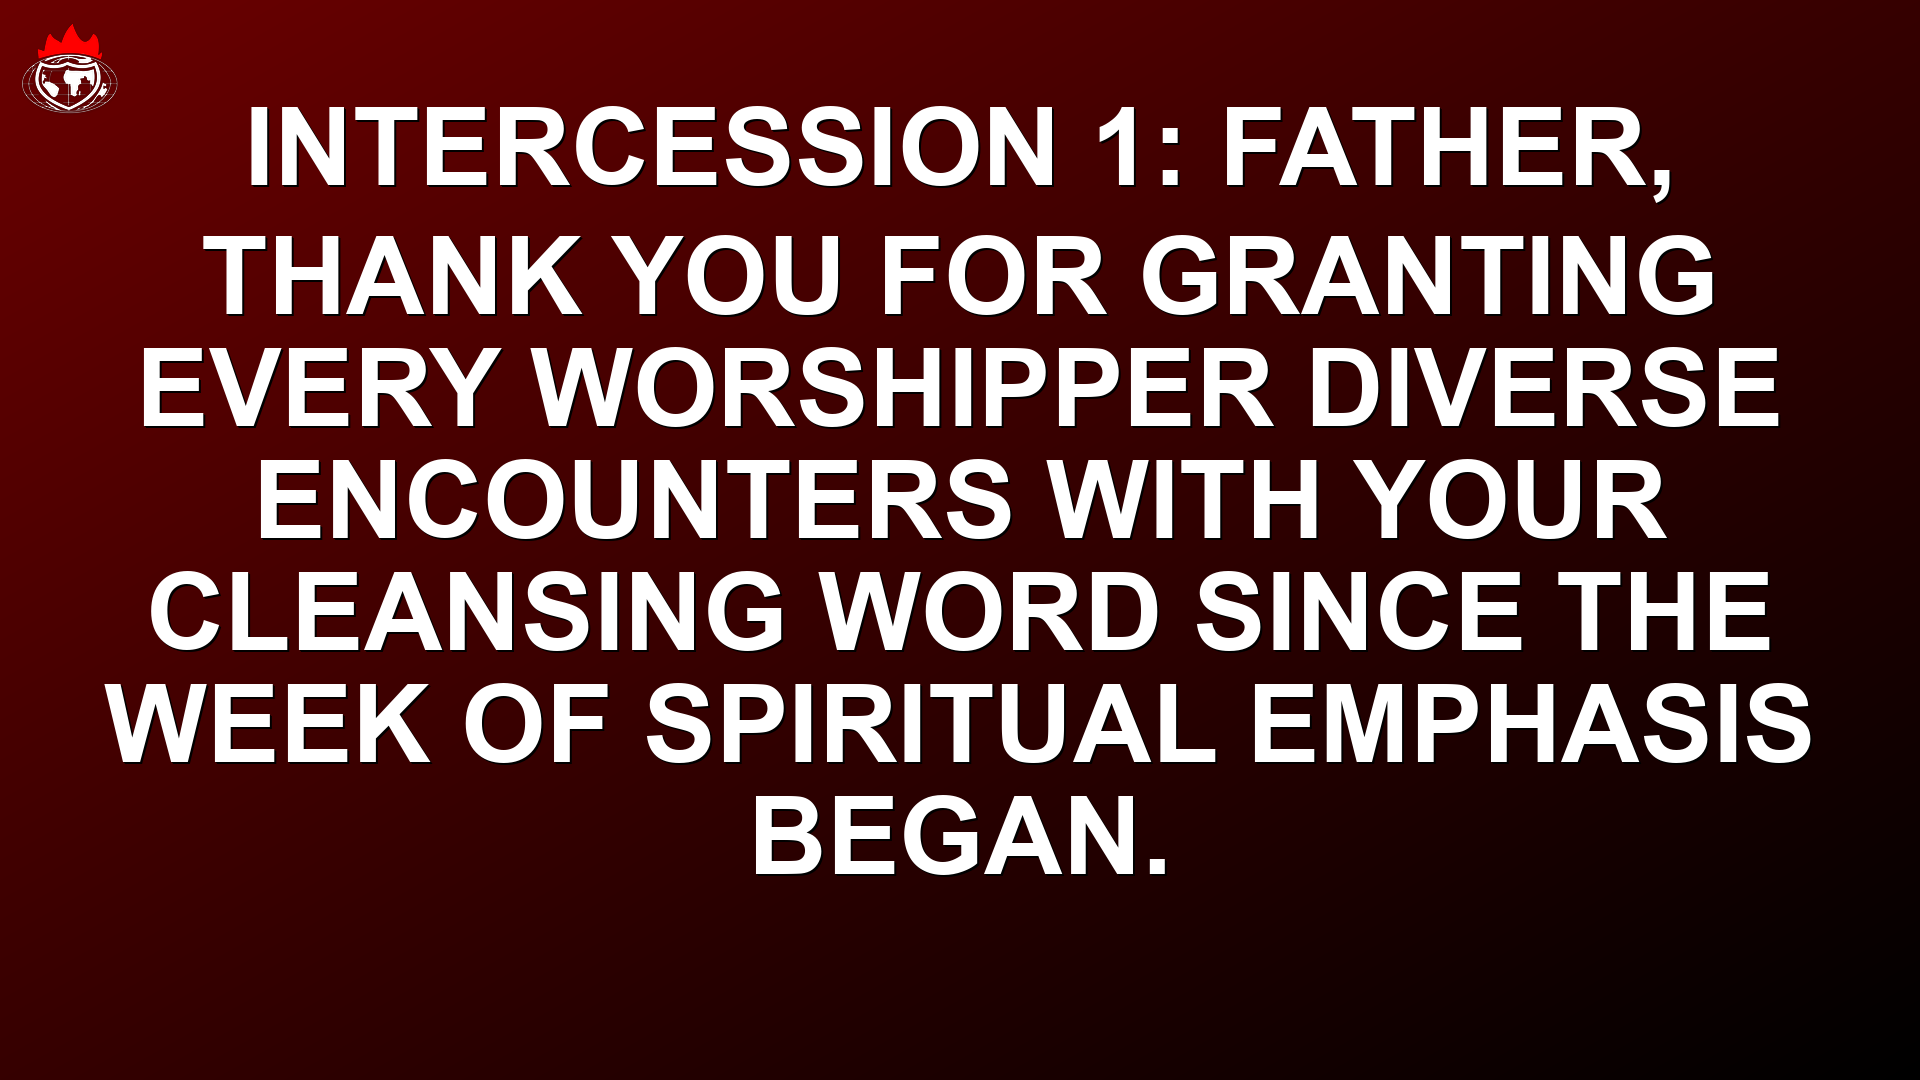 INTERCESSION 1: FATHER,
THANK YOU FOR GRANTING
EVERY WORSHIPPER DIVERSE
ENCOUNTERS WITH YOUR
CLEANSING WORD SINCE THE
WEEK OF SPIRITUAL EMPHASIS
BEGAN.